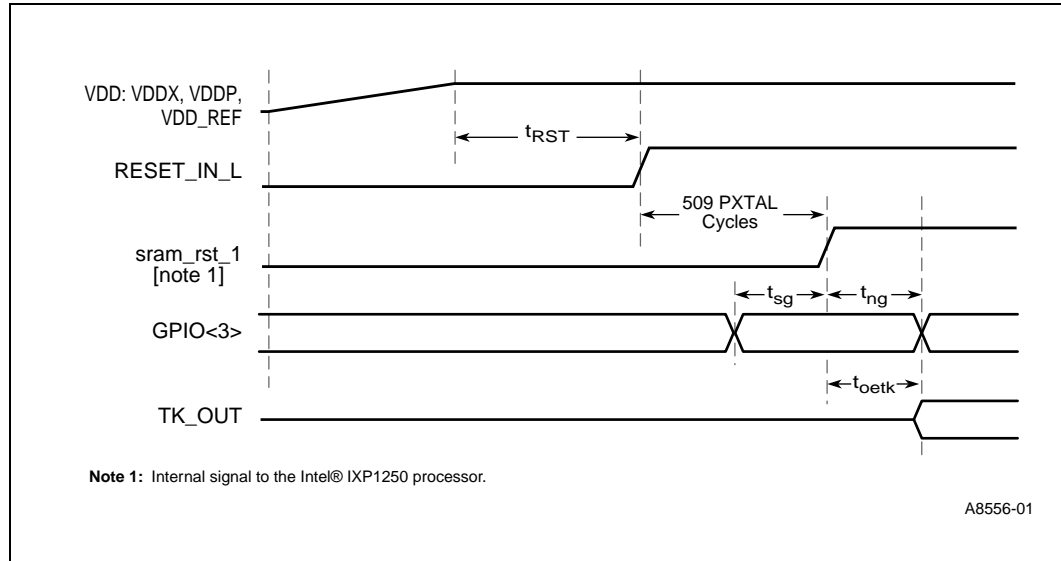 VDD: VDDX, VDDP,
VDD_REF
tRST
RESET_IN_L
509 PXTAL
Cycles
sram_rst_1
[note 1]
tsg
tng
GPIO<3>
toetk
TK_OUT
Note 1: Internal signal to the Intel® IXP1250 processor.
A8556-01